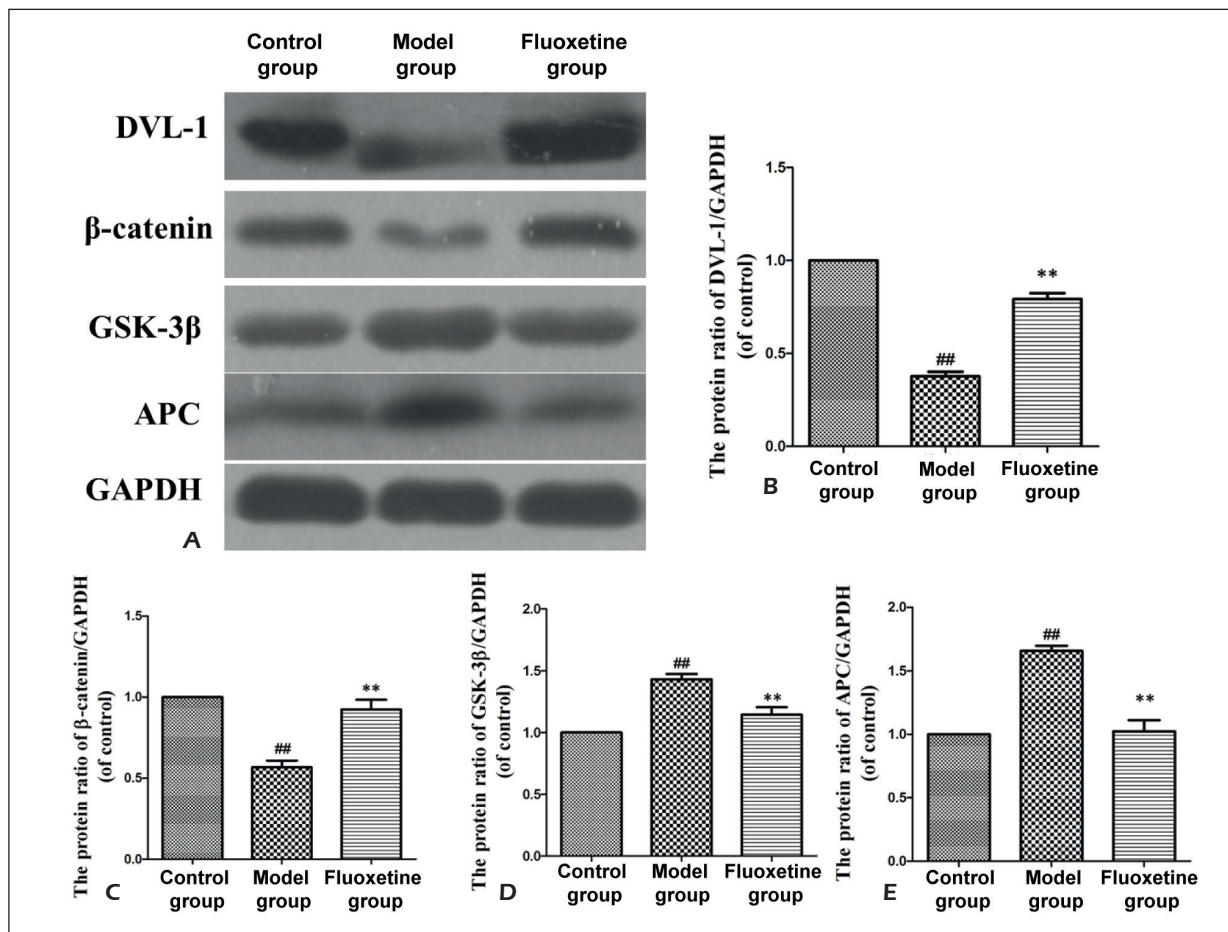 Control group
Model group
Fluoxetine group
DVL-1
β-catenin
GSK-3β
APC
GAPDH
A
The protein ratio of DVL-1/GAPDH
(of control)
1.5
1.0
0.5
0.0
##
**
Control group
Model group
Fluoxetine group
B
The protein ratio of β-catenin/GAPDH
(of control)
1.5
1.0
0.5
0.0
##
**
Control group
Model group
Fluoxetine group
C
The protein ratio of GSK-3β/GAPDH
(of control)
2.0
1.5
1.0
0.5
0.0
##
**
Control group
Model group
Fluoxetine group
D
The protein ratio of APC/GAPDH
(of control)
2.0
1.5
1.0
0.5
0.0
##
**
Control group
Model group
Fluoxetine group
E